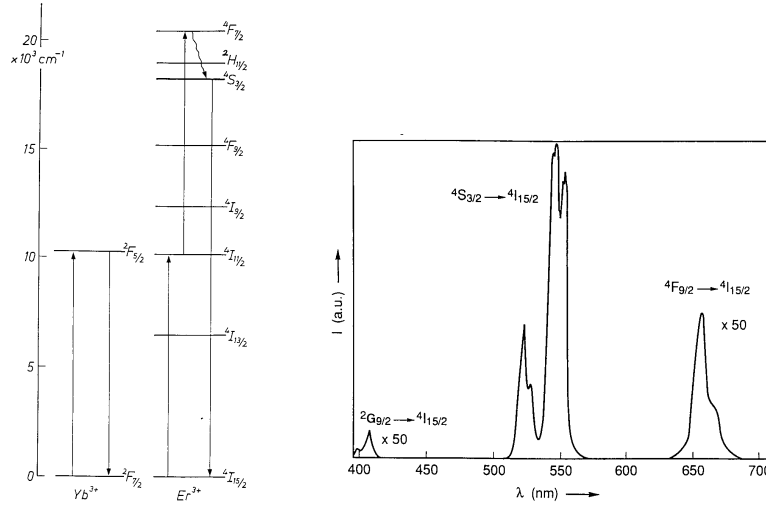 20
×10³ cm⁻¹
15
10
5
0
⁴F₇/₂
²H₁₁/₂
⁴S₃/₂
⁴F₉/₂
⁴I₉/₂
²F₅/₂
⁴I₁₁/₂
⁴I₁₃/₂
²F₇/₂
⁴I₁₅/₂
Yb³⁺
Er³⁺
I (a.u.)
⁴S₃/₂ → ⁴I₁₅/₂
⁴F₉/₂ → ⁴I₁₅/₂
x 50
²G₉/₂ → ⁴I₁₅/₂
x 50
400 450 500 550 600 650 700
λ (nm)